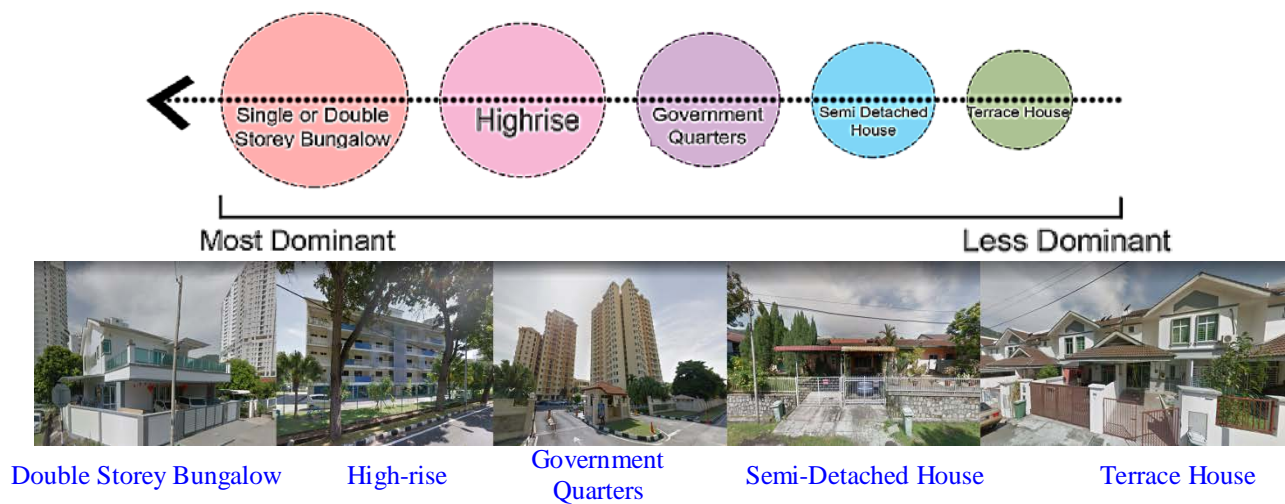 Single or Double
Storey Bungalow
Highrise
Government
Quarters
Semi Detached
House
Terrace House
Most Dominant
Less Dominant
Double Storey Bungalow
High-rise
Government
Quarters
Semi-Detached House
Terrace House